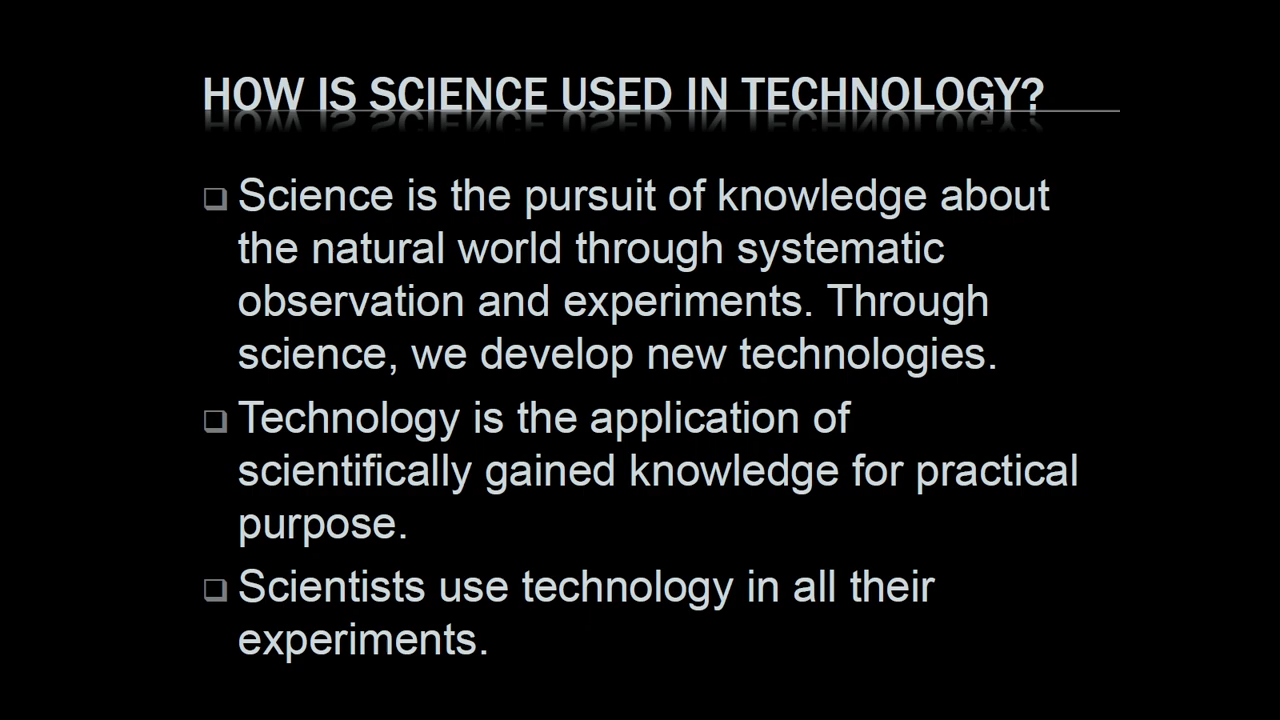 HOW IS SCIENCE USED IN TECHNOLOGY?
Science is the pursuit of knowledge about
the natural world through systematic
observation and experiments. Through
science, we develop new technologies.
Technology is the application of
scientifically gained knowledge for practical
purpose.
Scientists use technology in all their
experiments.